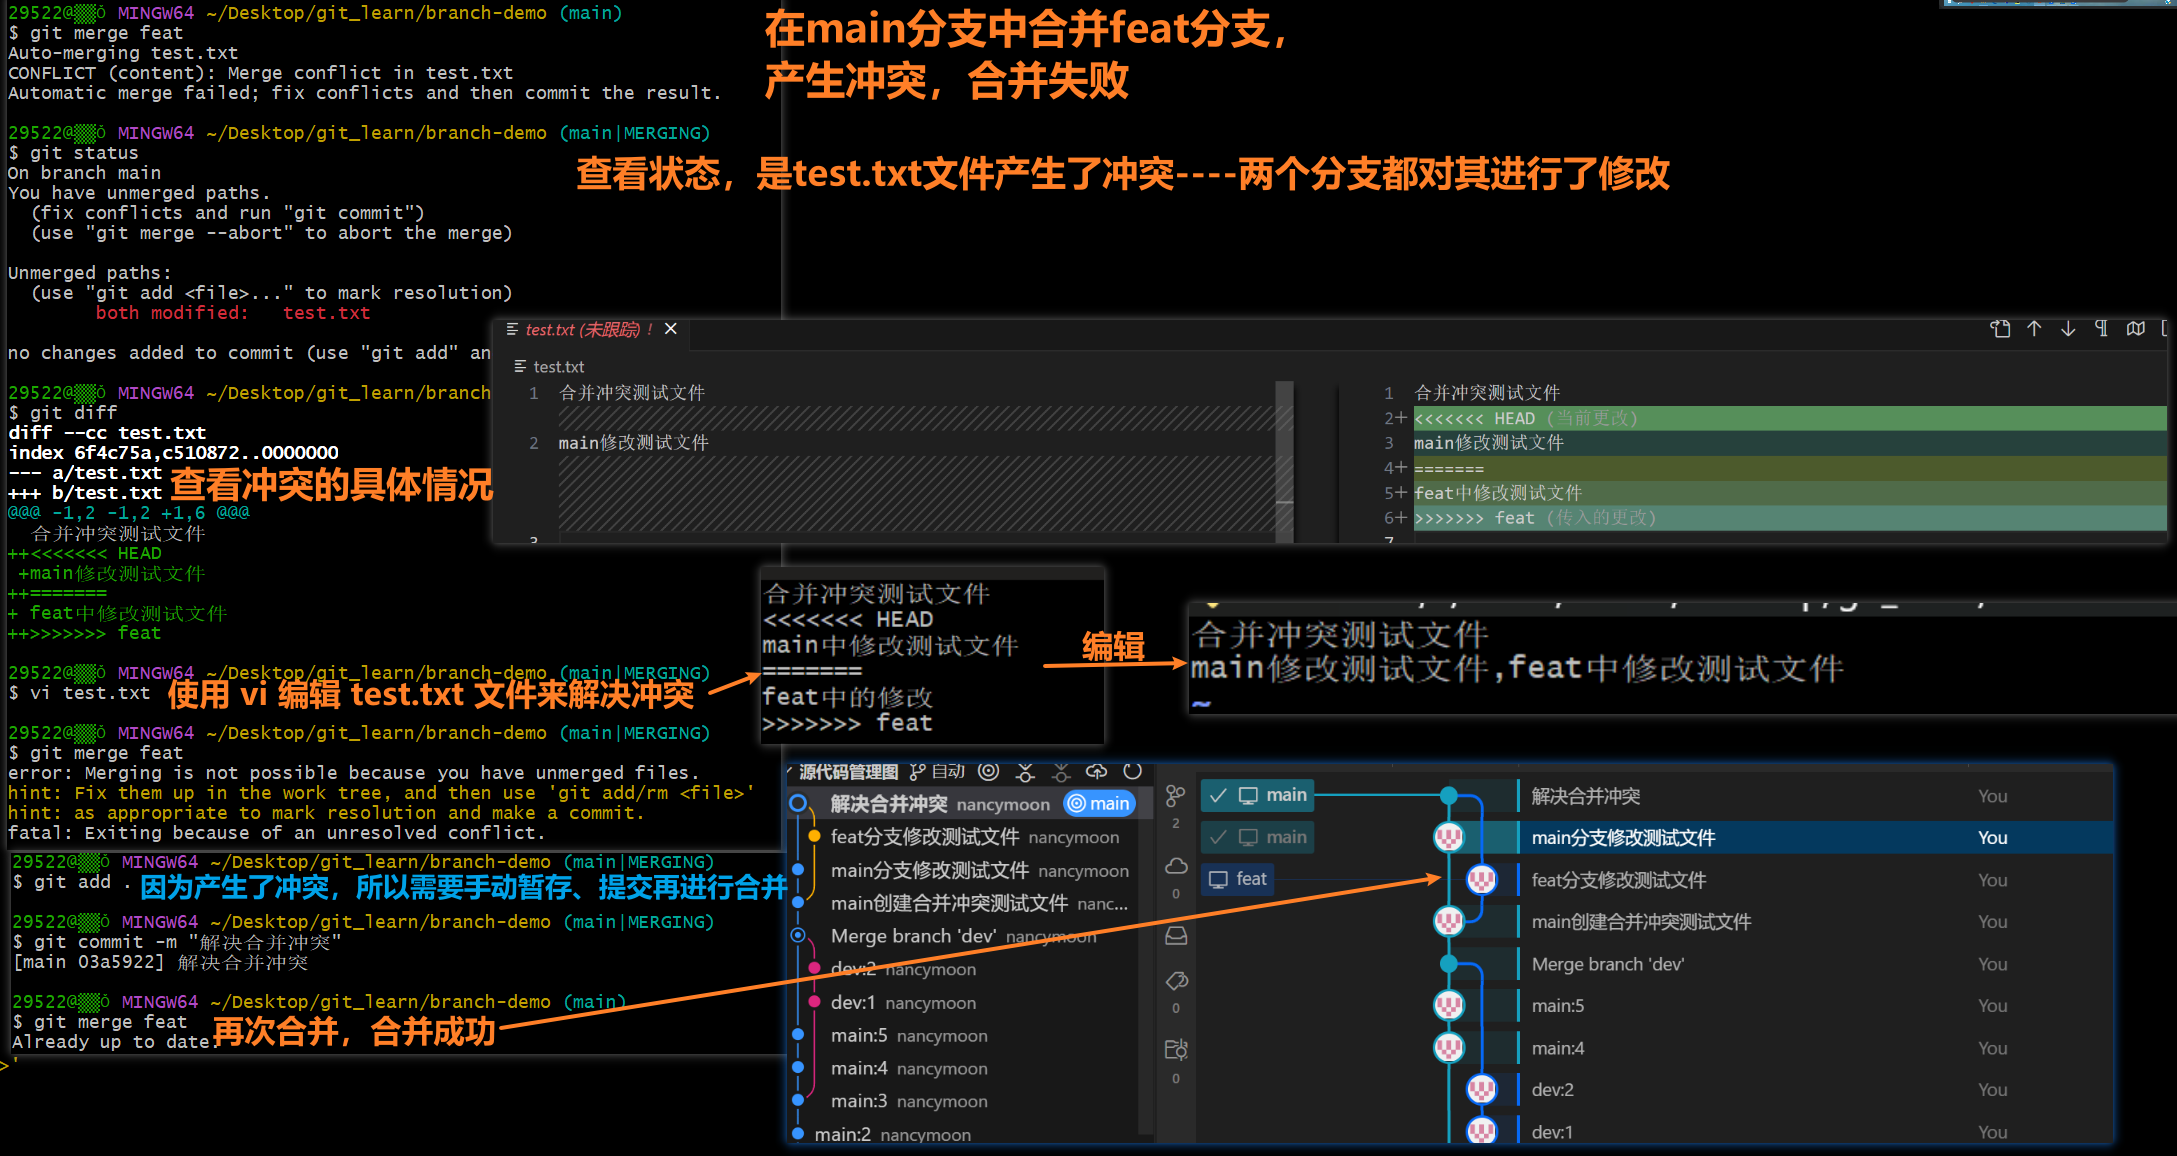 29522@ MINGW64 ~/Desktop/git_learn/branch-demo (main)
$ git merge feat
Auto-merging test.txt
CONFLICT (content): Merge conflict in test.txt
Automatic merge failed; fix conflicts and then commit the result.
在main分支中合并feat分支，
产生冲突，合并失败
29522@ MINGW64 ~/Desktop/git_learn/branch-demo (main|MERGING)
$ git status
On branch main
You have unmerged paths.
(fix conflicts and run "git commit")
(use "git merge --abort" to abort the merge)
查看状态，是test.txt文件产生了冲突----两个分支都对其进行了修改
Unmerged paths:
(use "git add <file>..." to mark resolution)
both modified: test.txt
no changes added to commit (use "git add" an
29522@ MINGW64 ~/Desktop/git_learn/branch-demo
$ git diff
diff --cc test.txt
index 6f4c75a,c510872..0000000
--- a/test.txt
+++ b/test.txt
查看冲突的具体情况
@@@ -1,2 -1,2 +1,6 @@@
合并冲突测试文件
++<<<<<<< HEAD
+main修改测试文件
++=======
+ feat中修改测试文件
++>>>>>>> feat
test.txt (未跟踪) !
test.txt
1 合并冲突测试文件
2 main修改测试文件
3
1 合并冲突测试文件
2+ <<<<<<< HEAD (当前更改)
3 main修改测试文件
4+ =======
5+ feat中修改测试文件
6+ >>>>>>> feat (传入的更改)
7
29522@ MINGW64 ~/Desktop/git_learn/branch-demo (main|MERGING)
$ vi test.txt
使用 vi 编辑 test.txt 文件来解决冲突
合并冲突测试文件
<<<<<<< HEAD
main中修改测试文件
=======
feat中的修改
>>>>>>> feat
编辑
合并冲突测试文件
main修改测试文件,feat中修改测试文件
~
29522@ MINGW64 ~/Desktop/git_learn/branch-demo (main|MERGING)
$ git merge feat
error: Merging is not possible because you have unmerged files.
hint: Fix them up in the work tree, and then use 'git add/rm <file>'
hint: as appropriate to mark resolution and make a commit.
fatal: Exiting because of an unresolved conflict.
29522@ MINGW64 ~/Desktop/git_learn/branch-demo (main|MERGING)
$ git add .
因为产生了冲突，所以需要手动暂存、提交再进行合并
29522@ MINGW64 ~/Desktop/git_learn/branch-demo (main|MERGING)
$ git commit -m "解决合并冲突"
[main 03a5922] 解决合并冲突
29522@ MINGW64 ~/Desktop/git_learn/branch-demo (main)
$ git merge feat
Already up to date.
再次合并，合并成功
>'
源代码管理图 自动
解决合并冲突 nancymoon main
feat分支修改测试文件 nancymoon
main分支修改测试文件 nancymoon
main创建合并冲突测试文件 nanc...
Merge branch 'dev' nancymoon
dev:2 nancymoon
dev:1 nancymoon
main:5 nancymoon
main:4 nancymoon
main:3 nancymoon
main:2 nancymoon
2
0
0
0
0
main 解决合并冲突 You
main main分支修改测试文件 You
feat feat分支修改测试文件 You
main创建合并冲突测试文件 You
Merge branch 'dev' You
main:5 You
main:4 You
dev:2 You
dev:1 You